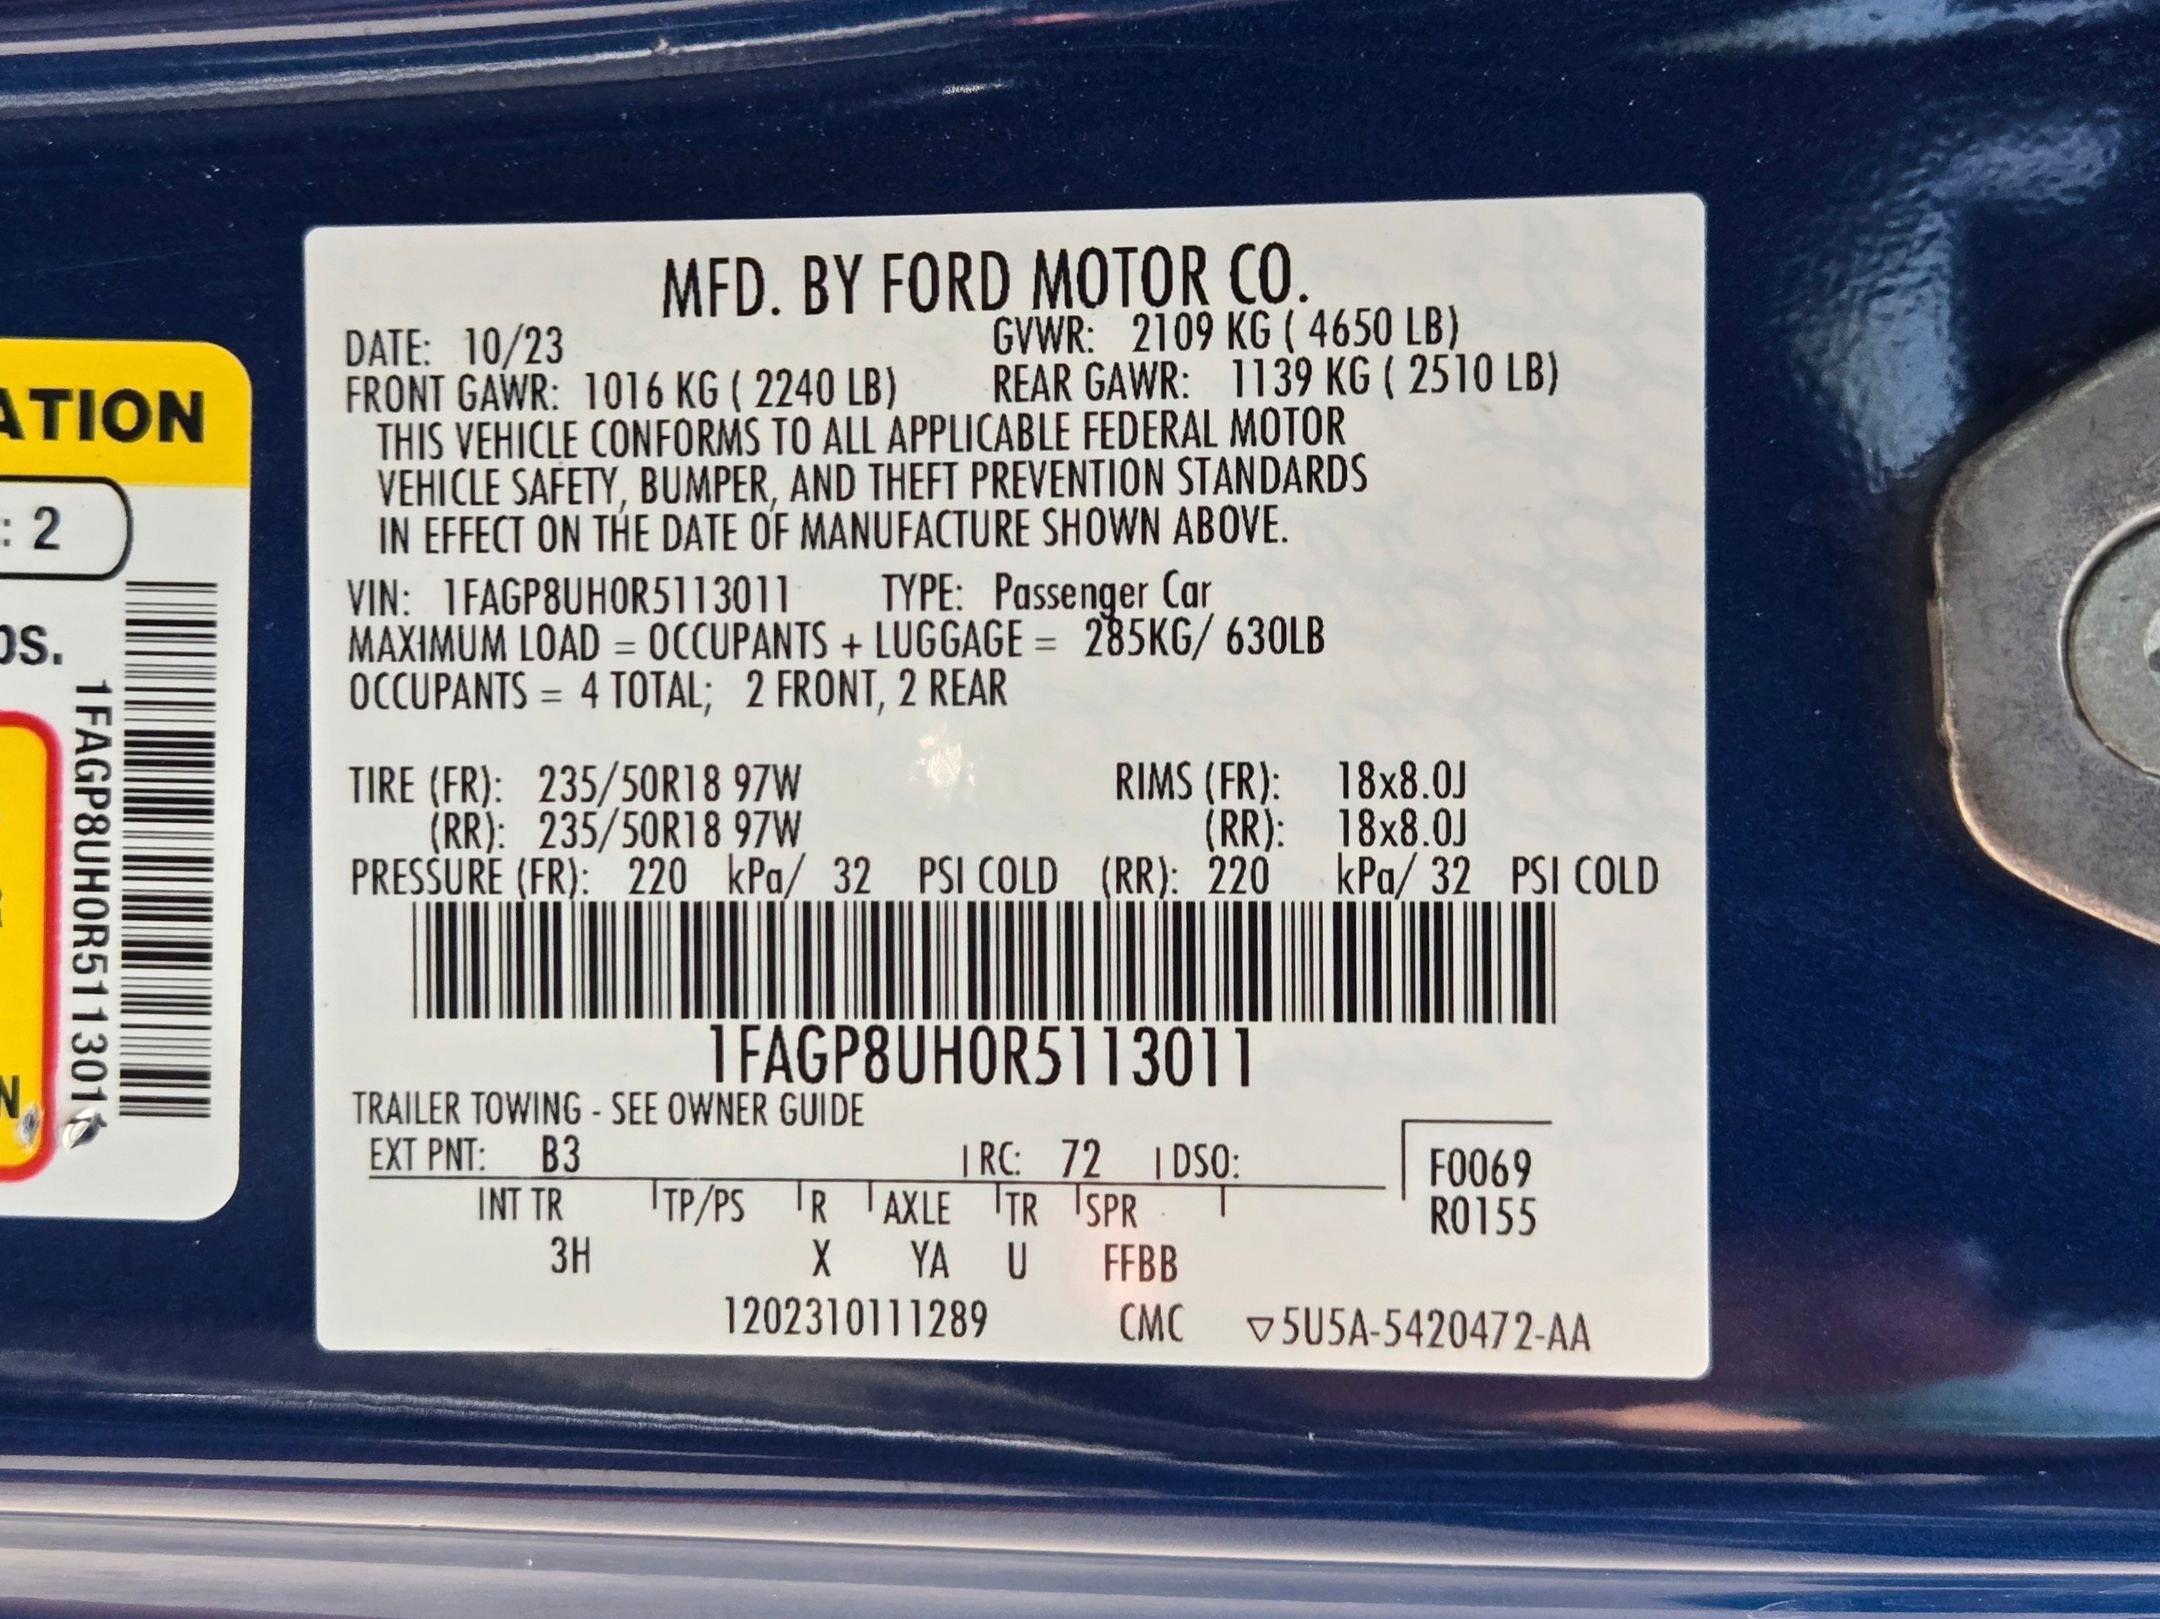 MFD. BY FORD MOTOR CO.
DATE: 10/23 GVWR: 2109 KG ( 4650 LB)
FRONT GAWR: 1016 KG ( 2240 LB) REAR GAWR: 1139 KG ( 2510 LB)
THIS VEHICLE CONFORMS TO ALL APPLICABLE FEDERAL MOTOR
VEHICLE SAFETY, BUMPER, AND THEFT PREVENTION STANDARDS
IN EFFECT ON THE DATE OF MANUFACTURE SHOWN ABOVE.
VIN: 1FAGP8UH0R5113011 TYPE: Passenger Car
MAXIMUM LOAD = OCCUPANTS + LUGGAGE = 285KG/ 630LB
OCCUPANTS = 4 TOTAL; 2 FRONT, 2 REAR
TIRE (FR): 235/50R18 97W RIMS (FR): 18x8.0J
(RR): 235/50R18 97W (RR): 18x8.0J
PRESSURE (FR): 220 kPa/ 32 PSI COLD (RR): 220 kPa/ 32 PSI COLD
1FAGP8UH0R5113011
TRAILER TOWING - SEE OWNER GUIDE
EXT PNT: B3 RC: 72 DSO:
F0069
INT TR TP/PS R AXLE TR SPR
R0155
3H X YA U FFBB
1202310111289 CMC ▽5U5A-5420472-AA
ATION
: 2
os.
1FAGP8UH0R5113011
N